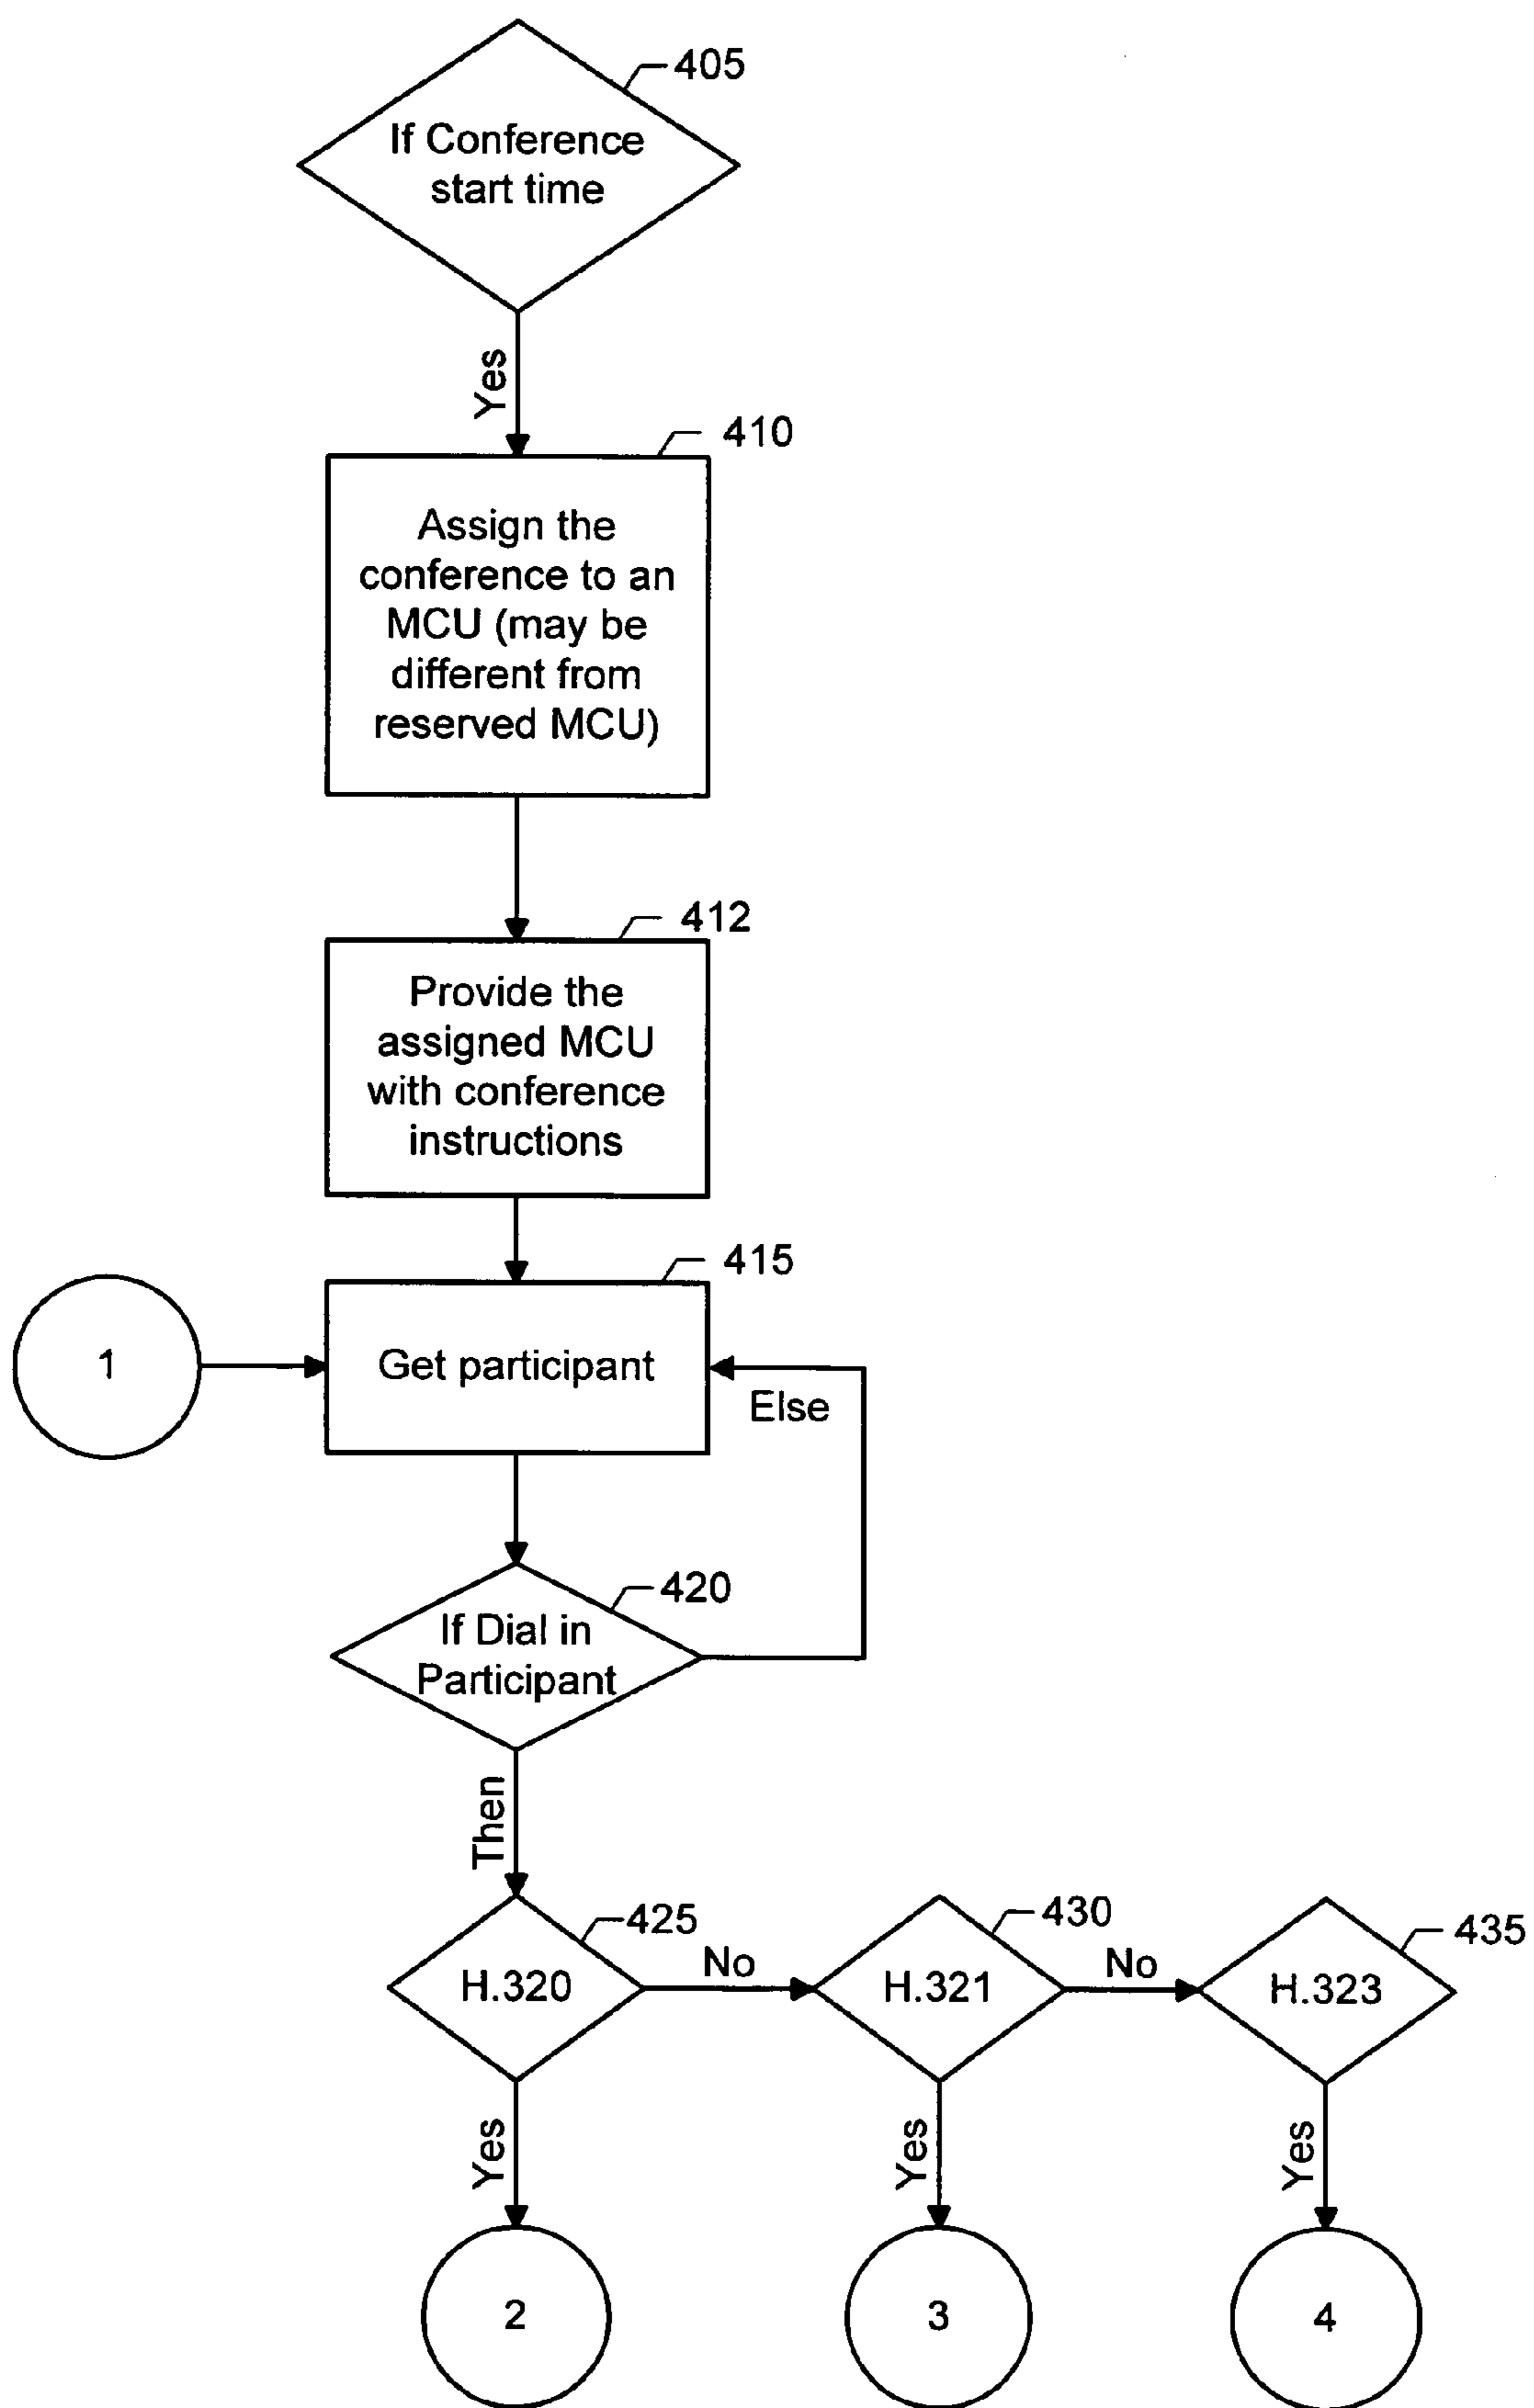 405
If Conference
start time
Yes
410
Assign the
conference to an
MCU (may be
different from
reserved MCU)
412
Provide the
assigned MCU
with conference
instructions
415
1
Get participant
Else
420
If Dial in
Participant
Then
425
430
435
H.320
No
H.321
No
H.323
Yes
Yes
Yes
2
3
4